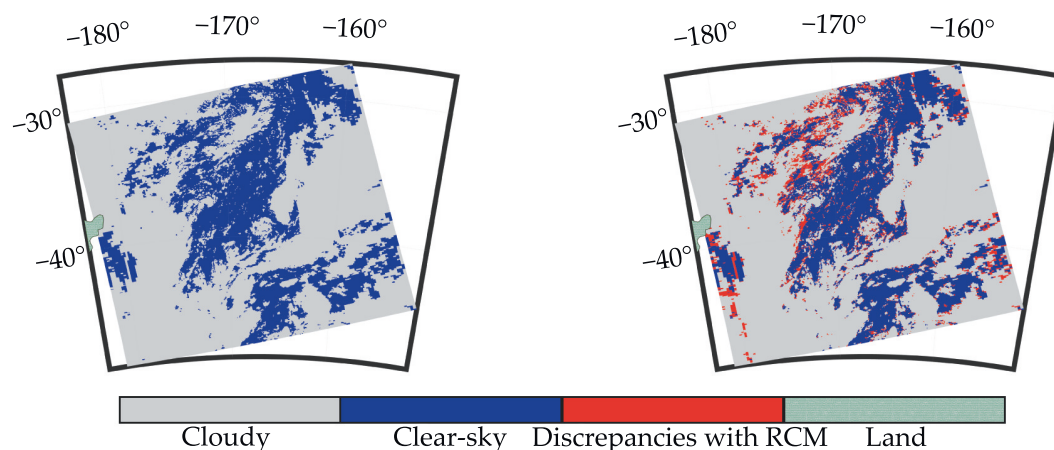 –180° –170° –160° –180° –170° –160°
–30° –30°
–40° –40°
Cloudy Clear-sky Discrepancies with RCM Land